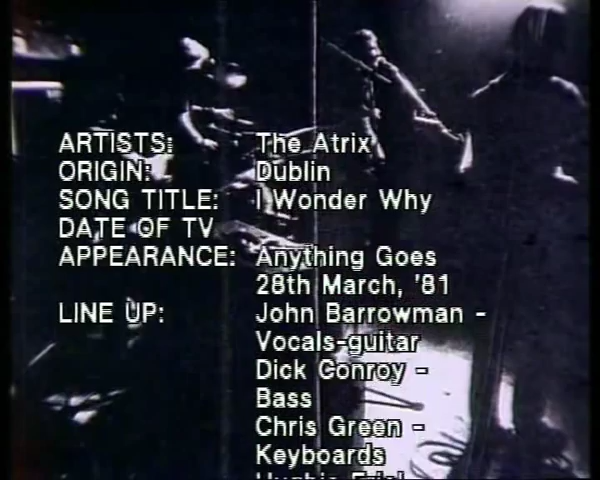 ARTISTS: The Atrix
ORIGIN: Dublin
SONG TITLE: I Wonder Why
DATE OF TV
APPEARANCE: Anything Goes
28th March, '81
LINE UP: John Barrowman -
Vocals-guitar
Dick Conroy -
Bass
Chris Green -
Keyboards